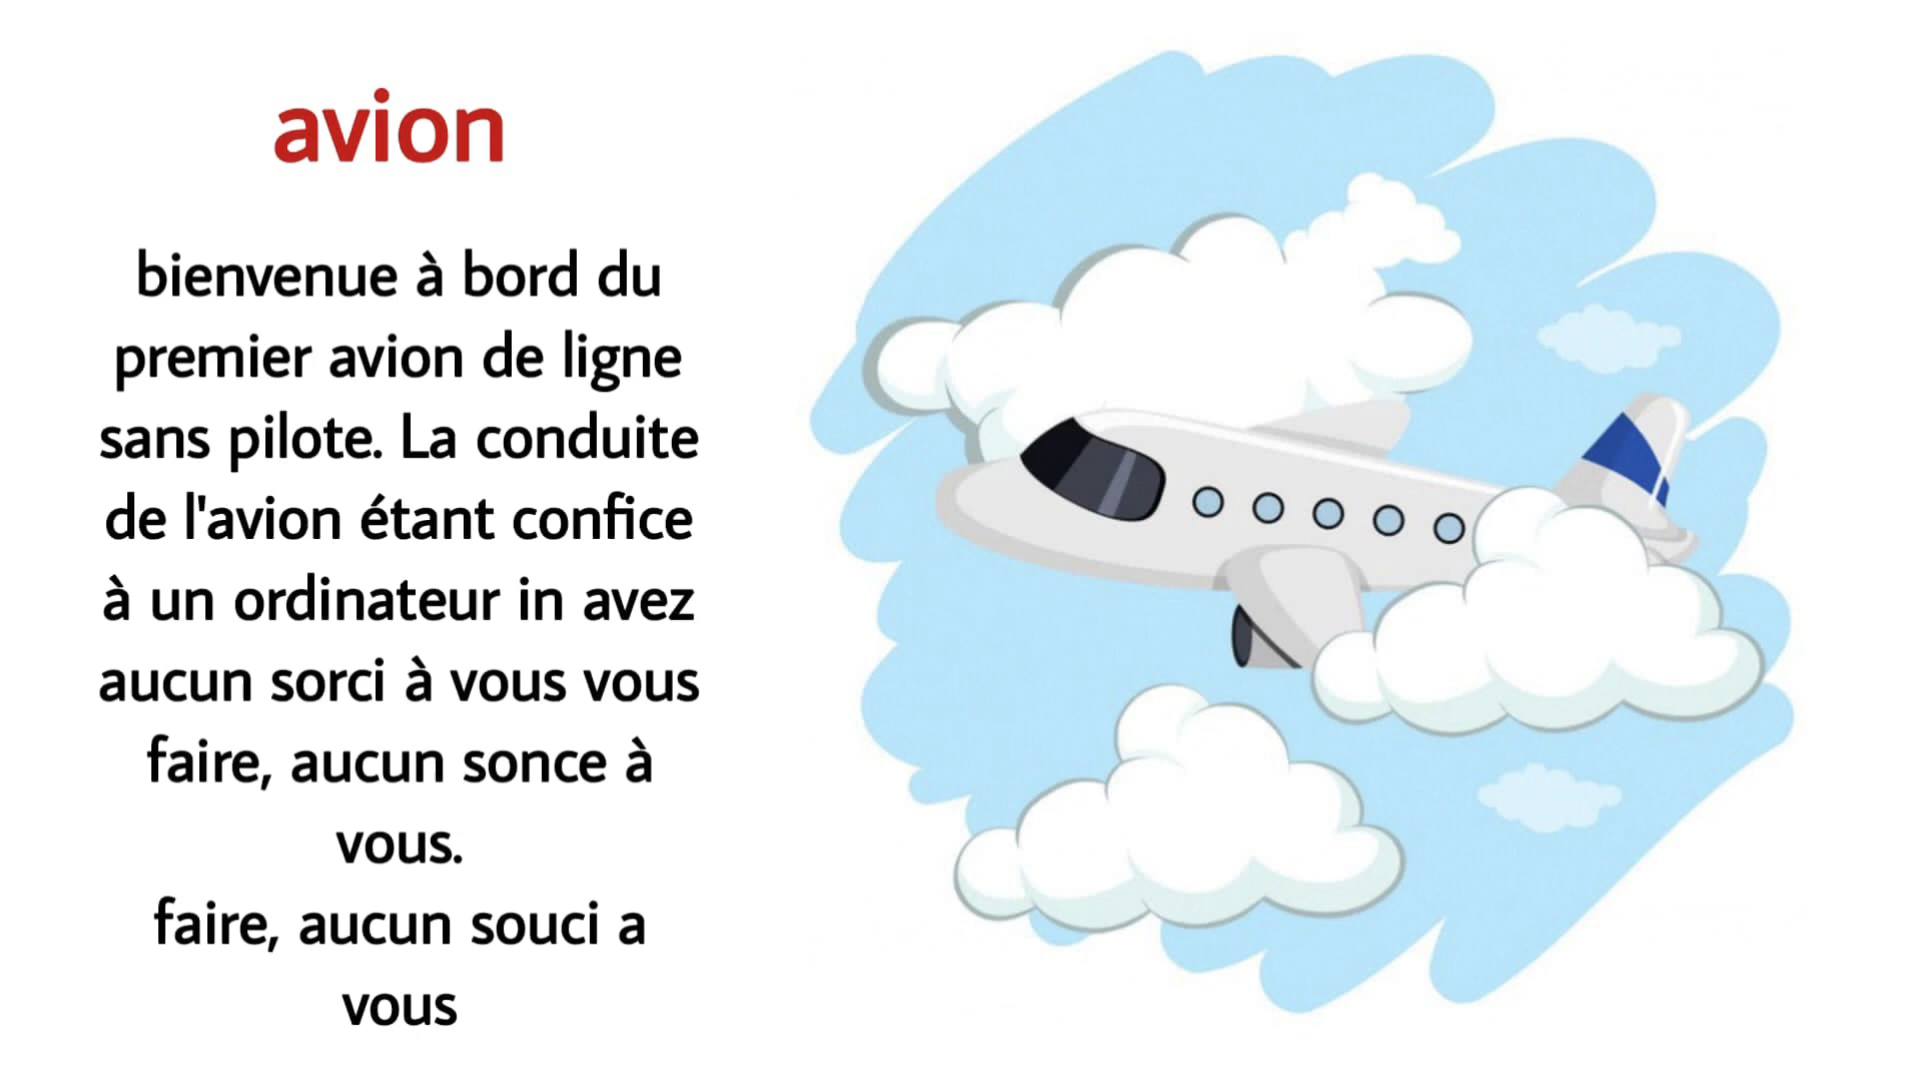 avion
bienvenue à bord du
premier avion de ligne
sans pilote. La conduite
de l'avion étant confice
à un ordinateur in avez
aucun sorci à vous vous
faire, aucun sonce à
vous.
faire, aucun souci a
vous